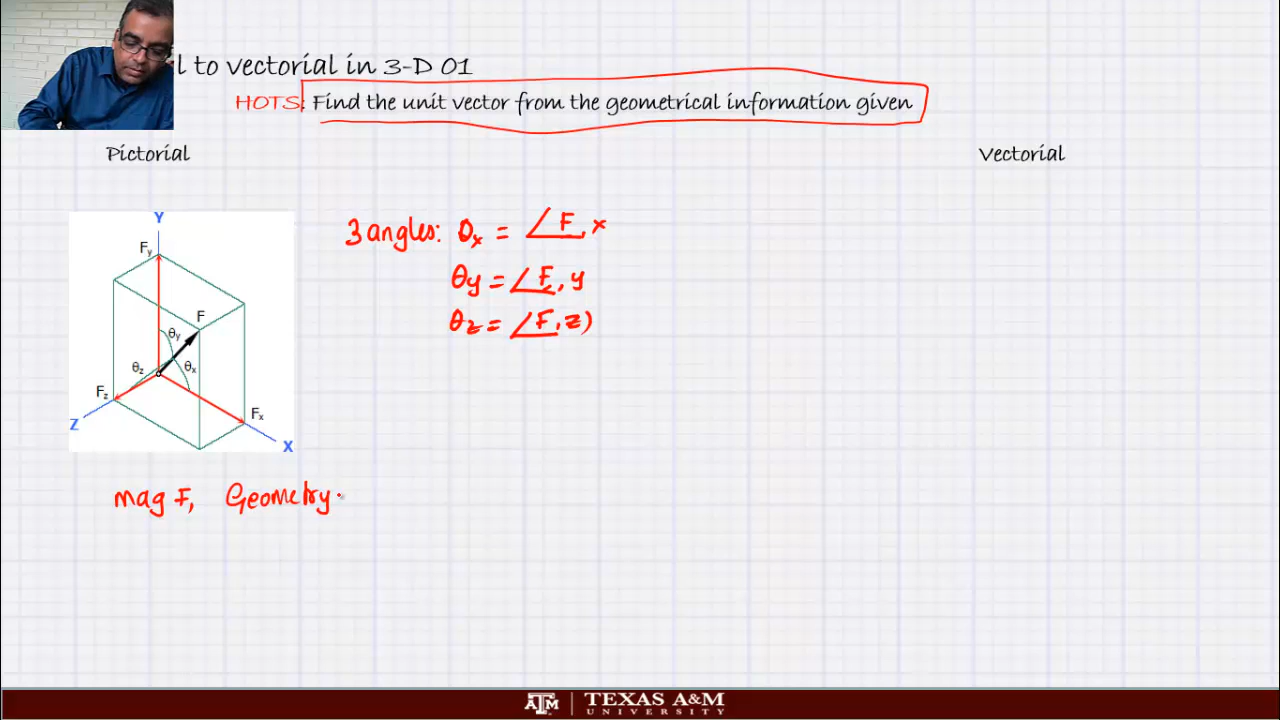 l to vectorial in 3-D 01
HOTS: Find the unit vector from the geometrical information given
Pictorial
Vectorial
Y
Fy
F
θy
θz
θx
Fz
Fx
Z
X
3 angles: θx = ∠F, x
θy = ∠F, y
θz = ∠F, z)
mag F, Geometry.
ATM
TEXAS A&M
UNIVERSITY